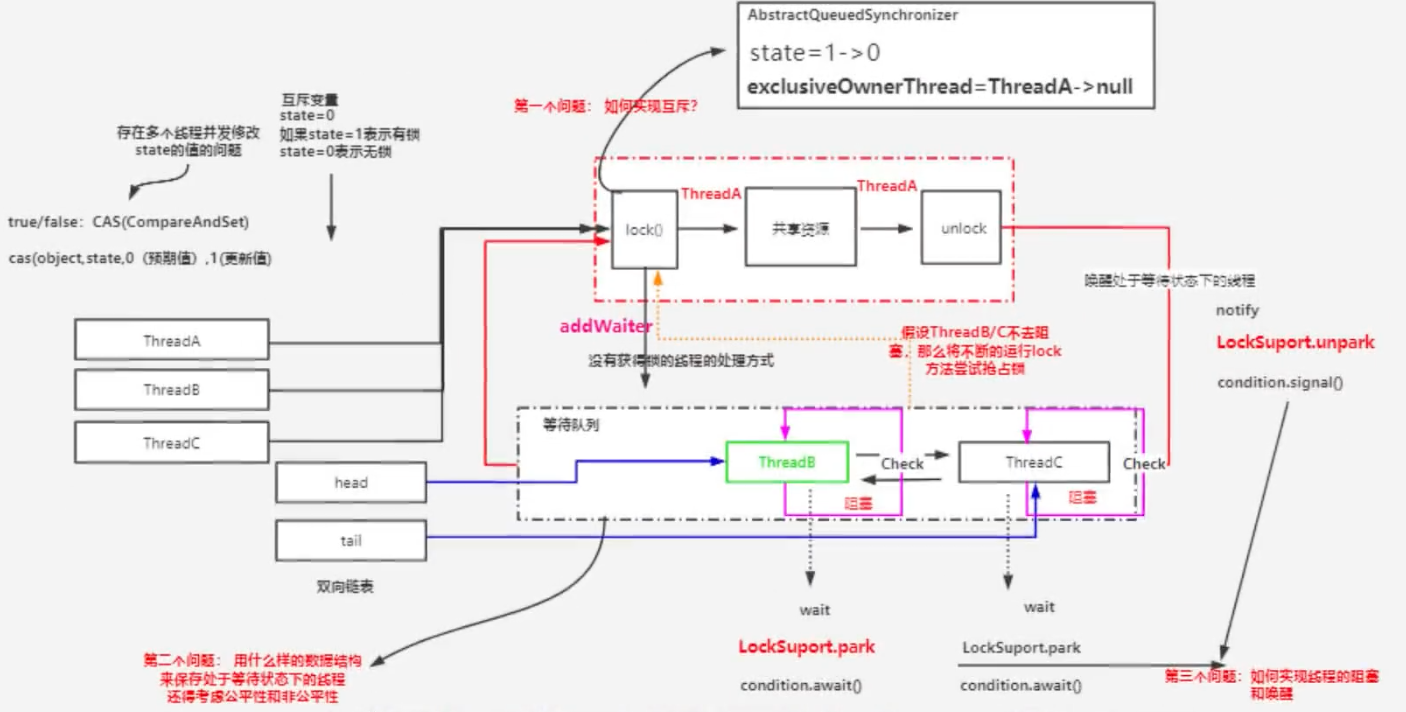 AbstractQueuedSynchronizer
state=1->0
exclusiveOwnerThread=ThreadA->null
第一个问题： 如何实现互斥？
互斥变量
state=0
如果state=1表示有锁
state=0表示无锁
存在多个线程并发修改
state的值的问题
true/false：CAS(CompareAndSet)
cas(object,state,0（预期值）,1(更新值)
ThreadA
ThreadA
lock()
共享资源
unlock
唤醒处于等待状态下的线程
notify
LockSuport.unpark
condition.signal()
addWaiter
没有获得锁的线程的处理方式
假设ThreadB/C不去阻
塞，那么将不断的运行lock
方法尝试抢占锁
ThreadA
ThreadB
ThreadC
head
tail
双向链表
等待队列
ThreadB
Check
阻塞
ThreadC
Check
阻塞
wait
LockSuport.park
condition.await()
wait
LockSuport.park
condition.await()
第二个问题： 用什么样的数据结构
来保存处于等待状态下的线程
还得考虑公平性和非公平性
第三个问题：如何实现线程的阻塞
和唤醒